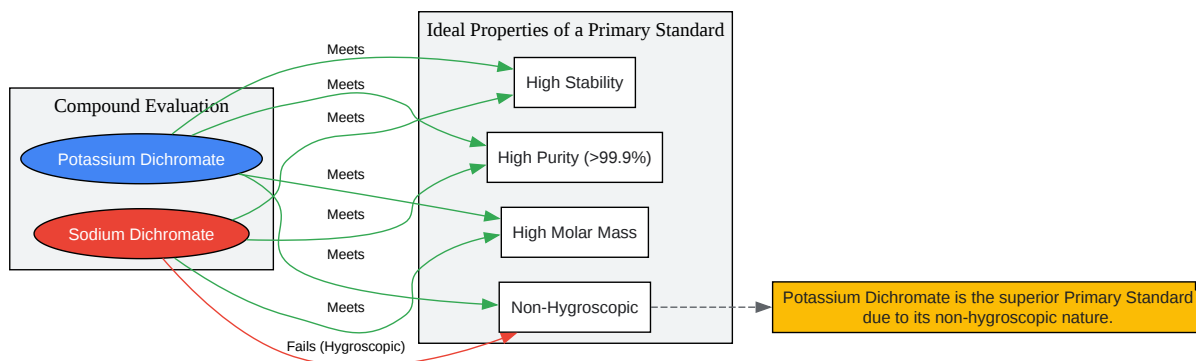 Ideal Properties of a Primary Standard
Meets
High Stability
Meets
Compound Evaluation
Meets
Potassium Dichromate
High Purity (>99.9%)
Meets
Meets
Sodium Dichromate
High Molar Mass
Meets
Non-Hygroscopic
Meets
Fails (Hygroscopic)
Potassium Dichromate is the superior Primary Standard
due to its non-hygroscopic nature.